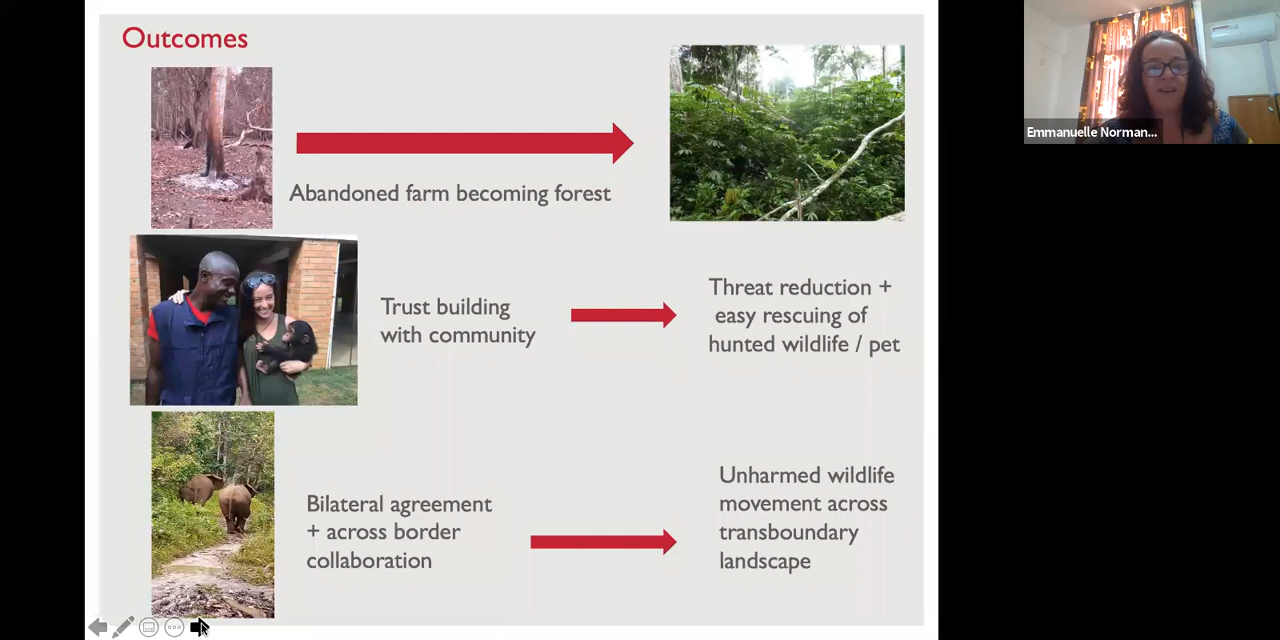 Outcomes
Abandoned farm becoming forest
Trust building
with community
Threat reduction +
easy rescuing of
hunted wildlife / pet
Bilateral agreement
+ across border
collaboration
Unharmed wildlife
movement across
transboundary
landscape
Emmanuelle Norman...